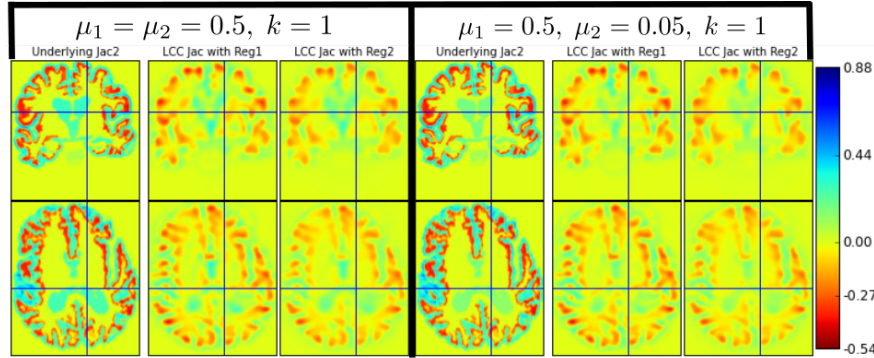 μ₁ = μ₂ = 0.5, k = 1
μ₁ = 0.5, μ₂ = 0.05, k = 1
Underlying Jac2 LCC Jac with Reg1 LCC Jac with Reg2 Underlying Jac2 LCC Jac with Reg1 LCC Jac with Reg2
0.88
0.44
0.00
-0.27
-0.54